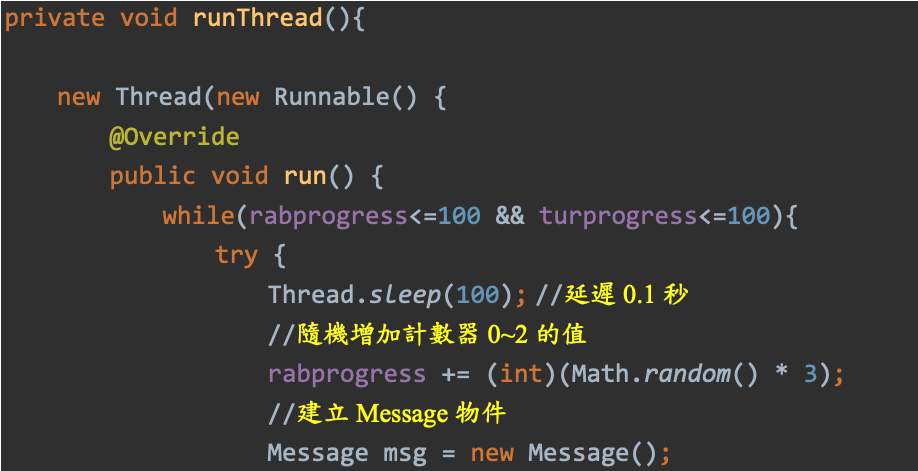 private void runThread(){
new Thread(new Runnable() {
@Override
public void run() {
while(rabprogress<=100 && turprogress<=100){
try {
Thread.sleep(100); //延遲 0.1 秒
//隨機增加計數器 0~2 的值
rabprogress += (int)(Math.random() * 3);
//建立 Message 物件
Message msg = new Message();